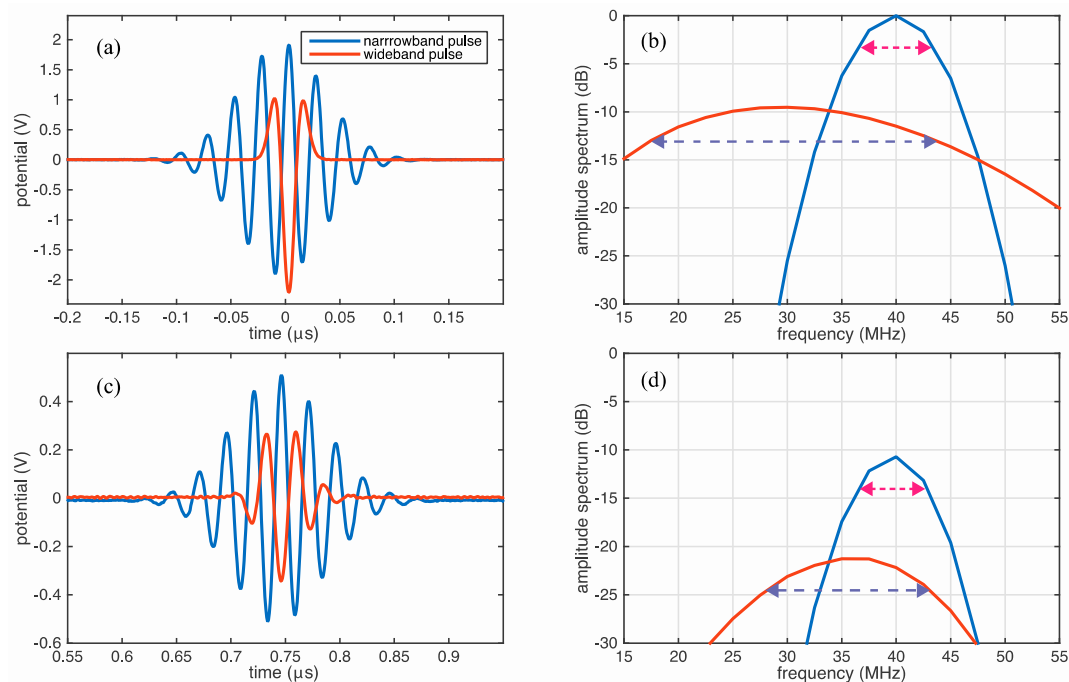 (a)
narrrowband pulse
wideband pulse
potential (V)
2
1.5
1
0.5
0
-0.5
-1
-1.5
-2
-0.2 -0.15 -0.1 -0.05 0 0.05 0.1 0.15
time (μs)
(b)
amplitude spectrum (dB)
0
-5
-10
-15
-20
-25
-30
15 20 25 30 35 40 45 50 55
frequency (MHz)
(c)
potential (V)
0.4
0.2
0
-0.2
-0.4
-0.6
0.55 0.6 0.65 0.7 0.75 0.8 0.85 0.9
time (μs)
(d)
amplitude spectrum (dB)
0
-5
-10
-15
-20
-25
-30
15 20 25 30 35 40 45 50 55
frequency (MHz)